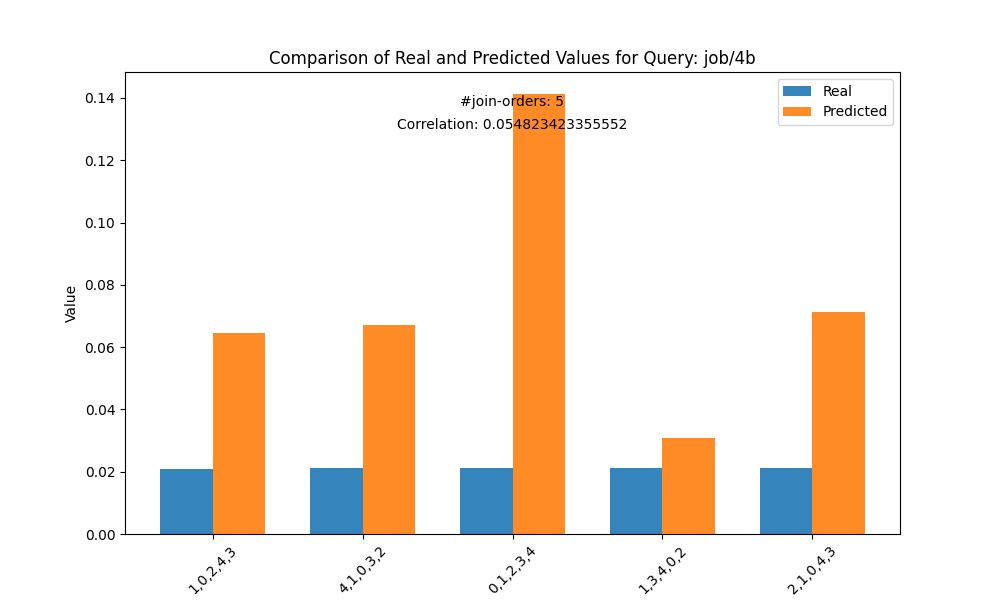 Comparison of Real and Predicted Values for Query: job/4b
#join-orders: 5
Correlation: 0.054823423355552
Real
Predicted
Value
0.14
0.12
0.10
0.08
0.06
0.04
0.02
0.00
1,0,2,4,3
4,1,0,3,2
0,1,2,3,4
1,3,4,0,2
2,1,0,4,3